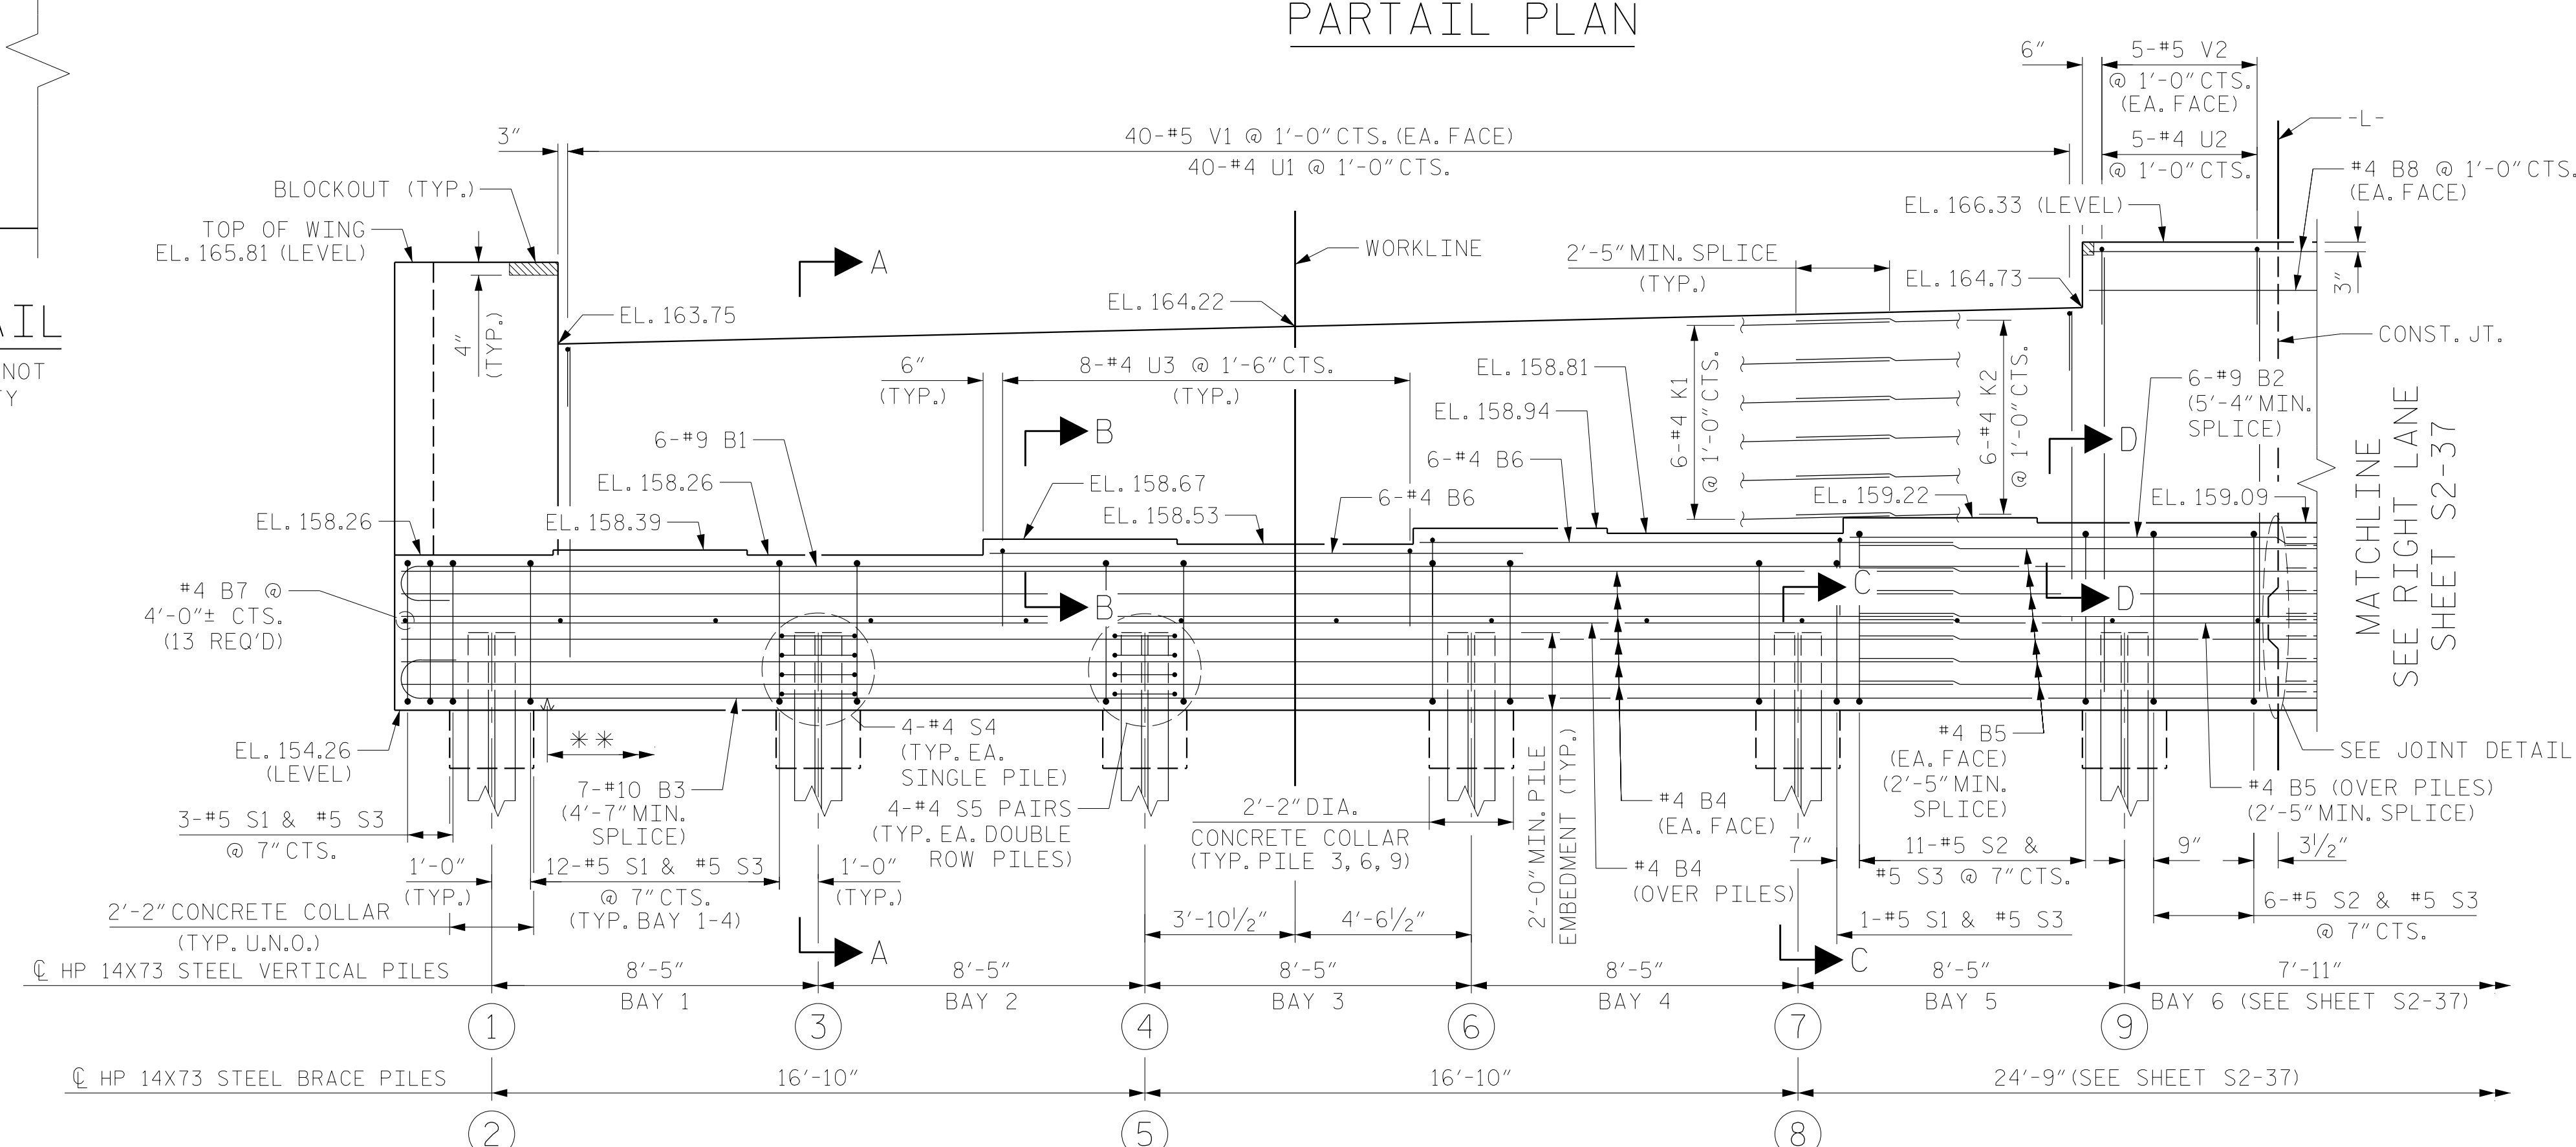 PARTAIL PLAN
AIL
NOT
TY
BLOCKOUT (TYP.)
TOP OF WING
EL. 165.81 (LEVEL)
4"
(TYP.)
3"
40-#5 V1 @ 1'-0" CTS. (EA. FACE)
40-#4 U1 @ 1'-0" CTS.
6"
5-#5 V2
@ 1'-0" CTS.
(EA. FACE)
5-#4 U2
@ 1'-0" CTS.
-L-
#4 B8 @ 1'-0" CTS.
(EA. FACE)
EL. 166.33 (LEVEL)
3"
A
WORKLINE
2'-5" MIN. SPLICE
(TYP.)
EL. 163.75
EL. 164.22
EL. 164.73
CONST. JT.
6"
(TYP.)
8-#4 U3 @ 1'-6" CTS.
(TYP.)
EL. 158.81
EL. 158.94
6-#4 K1
@ 1'-0" CTS.
6-#4 K2
@ 1'-0" CTS.
6-#9 B2
(5'-4" MIN.
SPLICE)
MATCHLINE
SEE RIGHT LANE
SHEET S2-37
6-#9 B1
B
D
6-#4 B6
EL. 158.26
EL. 158.67
6-#4 B6
EL. 158.26
EL. 158.39
EL. 158.53
EL. 159.22
EL. 159.09
#4 B7 @
4'-0"± CTS.
(13 REQ'D)
B
C
D
EL. 154.26
(LEVEL)
**
7-#10 B3
(4'-7" MIN.
SPLICE)
4-#4 S4
(TYP. EA.
SINGLE PILE)
4-#4 S5 PAIRS
(TYP. EA. DOUBLE
ROW PILES)
2'-2" DIA.
CONCRETE COLLAR
(TYP. PILE 3, 6, 9)
2'-0" MIN. PILE
EMBEDMENT (TYP.)
#4 B4
(EA. FACE)
#4 B4
(OVER PILES)
#4 B5
(EA. FACE)
(2'-5" MIN.
SPLICE)
SEE JOINT DETAIL
#4 B5 (OVER PILES)
(2'-5" MIN. SPLICE)
3-#5 S1 & #5 S3
@ 7" CTS.
1'-0"
(TYP.)
12-#5 S1 & #5 S3
@ 7" CTS.
(TYP. BAY 1-4)
1'-0"
(TYP.)
7"
11-#5 S2 &
#5 S3 @ 7" CTS.
9"
3 1/2"
2'-2" CONCRETE COLLAR
(TYP. U.N.O.)
A
3'-10 1/2"
4'-6 1/2"
1-#5 S1 & #5 S3
6-#5 S2 & #5 S3
@ 7" CTS.
C
℄ HP 14X73 STEEL VERTICAL PILES
8'-5"
8'-5"
8'-5"
8'-5"
8'-5"
7'-11"
BAY 1
BAY 2
BAY 3
BAY 4
BAY 5
BAY 6 (SEE SHEET S2-37)
1
3
4
6
7
9
℄ HP 14X73 STEEL BRACE PILES
16'-10"
16'-10"
24'-9" (SEE SHEET S2-37)
2
5
8